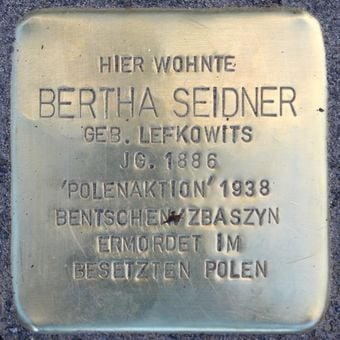 HIER WOHNTE
BERTHA SEIDNER
GEB. LEFKOWITS
JG. 1886
'POLENAKTION' 1938
BENTSCHEN/ZBASZYN
ERMORDET IM
BESETZTEN POLEN